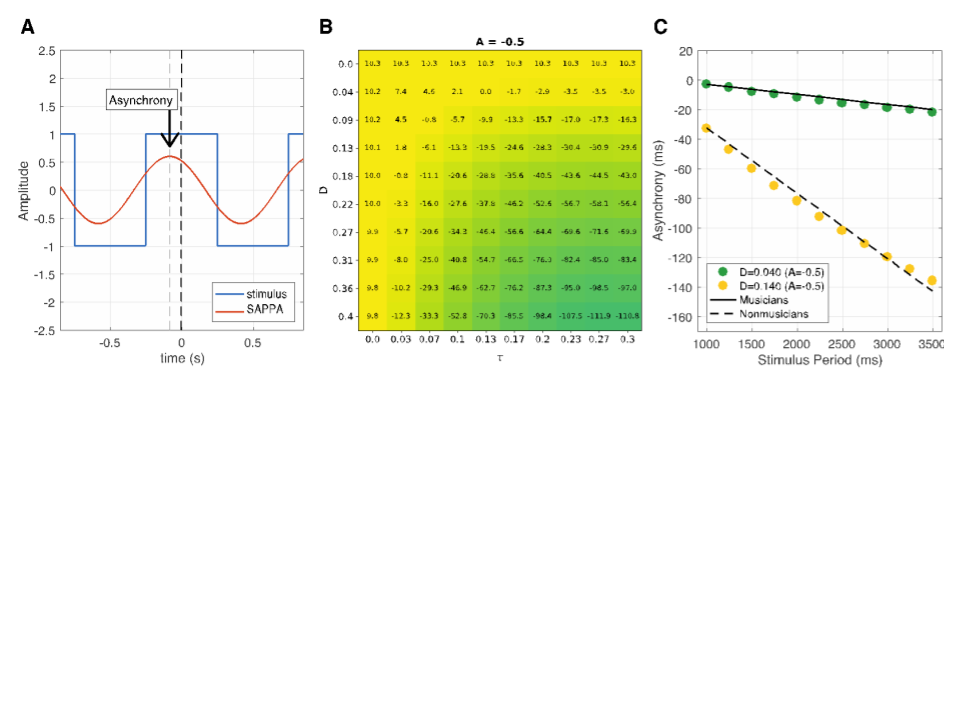 A
2.5
2
1.5
1
0.5
0
-0.5
-1
-1.5
-2
-2.5
Amplitude
Asynchrony
stimulus
SAPPA
-0.5 0 0.5
time (s)
B
A = -0.5
D
0.0 10.3 10.3 10.3 10.3 10.3 10.3 10.3 10.3 10.3 10.3
0.04 10.2 7.4 4.6 2.1 0.0 -1.7 -2.9 -3.5 -3.5 -3.0
0.09 10.2 4.5 -0.8 -5.7 -9.9 -13.3 -15.7 -17.0 -17.3 -16.3
0.13 10.1 1.8 -6.1 -13.3 -19.5 -24.6 -28.3 -30.4 -30.9 -29.6
0.18 10.0 -0.8 -11.1 -20.6 -28.8 -35.6 -40.5 -43.6 -44.5 -43.0
0.22 10.0 -3.3 -16.0 -27.6 -37.8 -46.2 -52.6 -56.7 -58.1 -56.4
0.27 9.9 -5.7 -20.6 -34.3 -46.4 -56.6 -64.4 -69.6 -71.6 -69.9
0.31 9.9 -8.0 -25.0 -40.8 -54.7 -66.5 -76.0 -82.4 -85.0 -83.4
0.36 9.8 -10.2 -29.3 -46.9 -62.7 -76.2 -87.3 -95.0 -98.5 -97.0
0.4 9.8 -12.3 -33.3 -52.8 -70.3 -85.5 -98.4 -107.5 -111.9 -110.8
0.0 0.03 0.07 0.1 0.13 0.17 0.2 0.23 0.27 0.3
τ
C
20
0
-20
-40
-60
-80
-100
-120
-140
-160
Asynchrony (ms)
D=0.040 (A=-0.5)
D=0.140 (A=-0.5)
Musicians
Nonmusicians
1000 1500 2000 2500 3000 3500
Stimulus Period (ms)